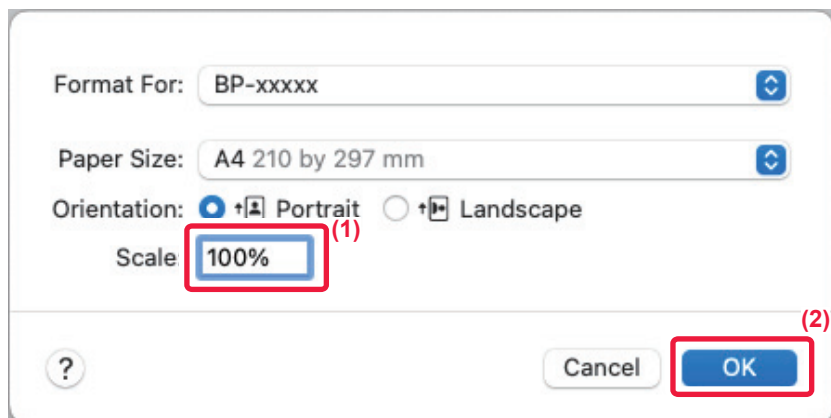 Format For: BP-xxxxx
Paper Size: A4 210 by 297 mm
Orientation: Portrait Landscape
(1)
Scale: 100%
(2)
? Cancel OK